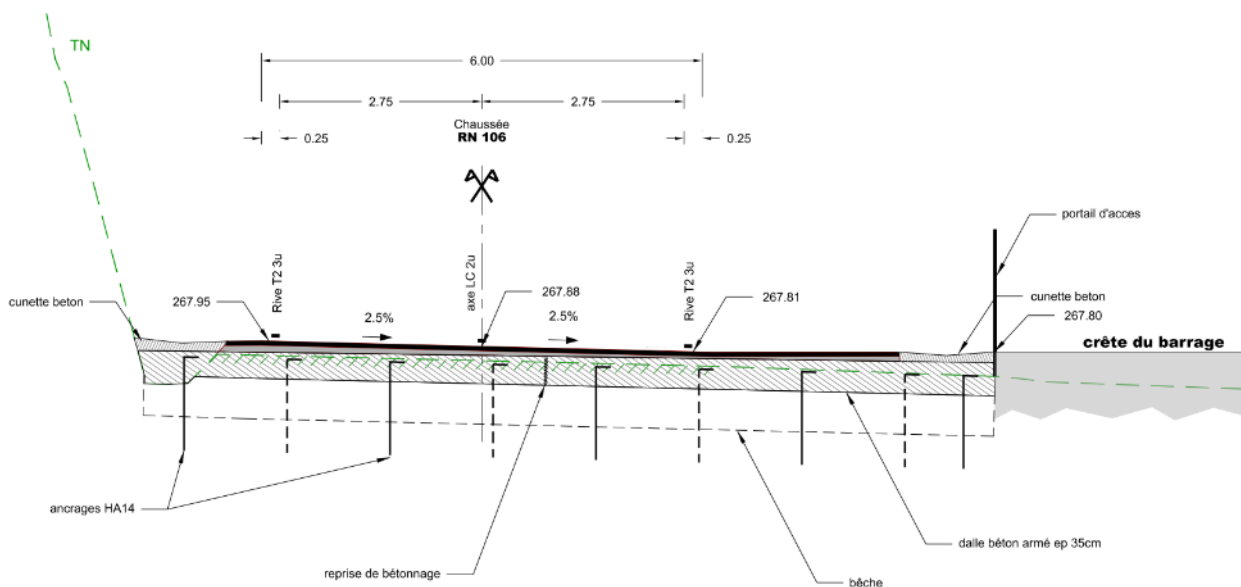 TN
6.00
2.75
2.75
Chaussée
RN 106
0.25
0.25
portail d'acces
Rive T2 3u
axe LC 2u
Rive T2 3u
cunette beton
267.95
267.88
267.81
cunette beton
267.80
2.5%
2.5%
crête du barrage
ancrages HA14
dalle béton armé ep 35cm
reprise de bétonnage
bêche